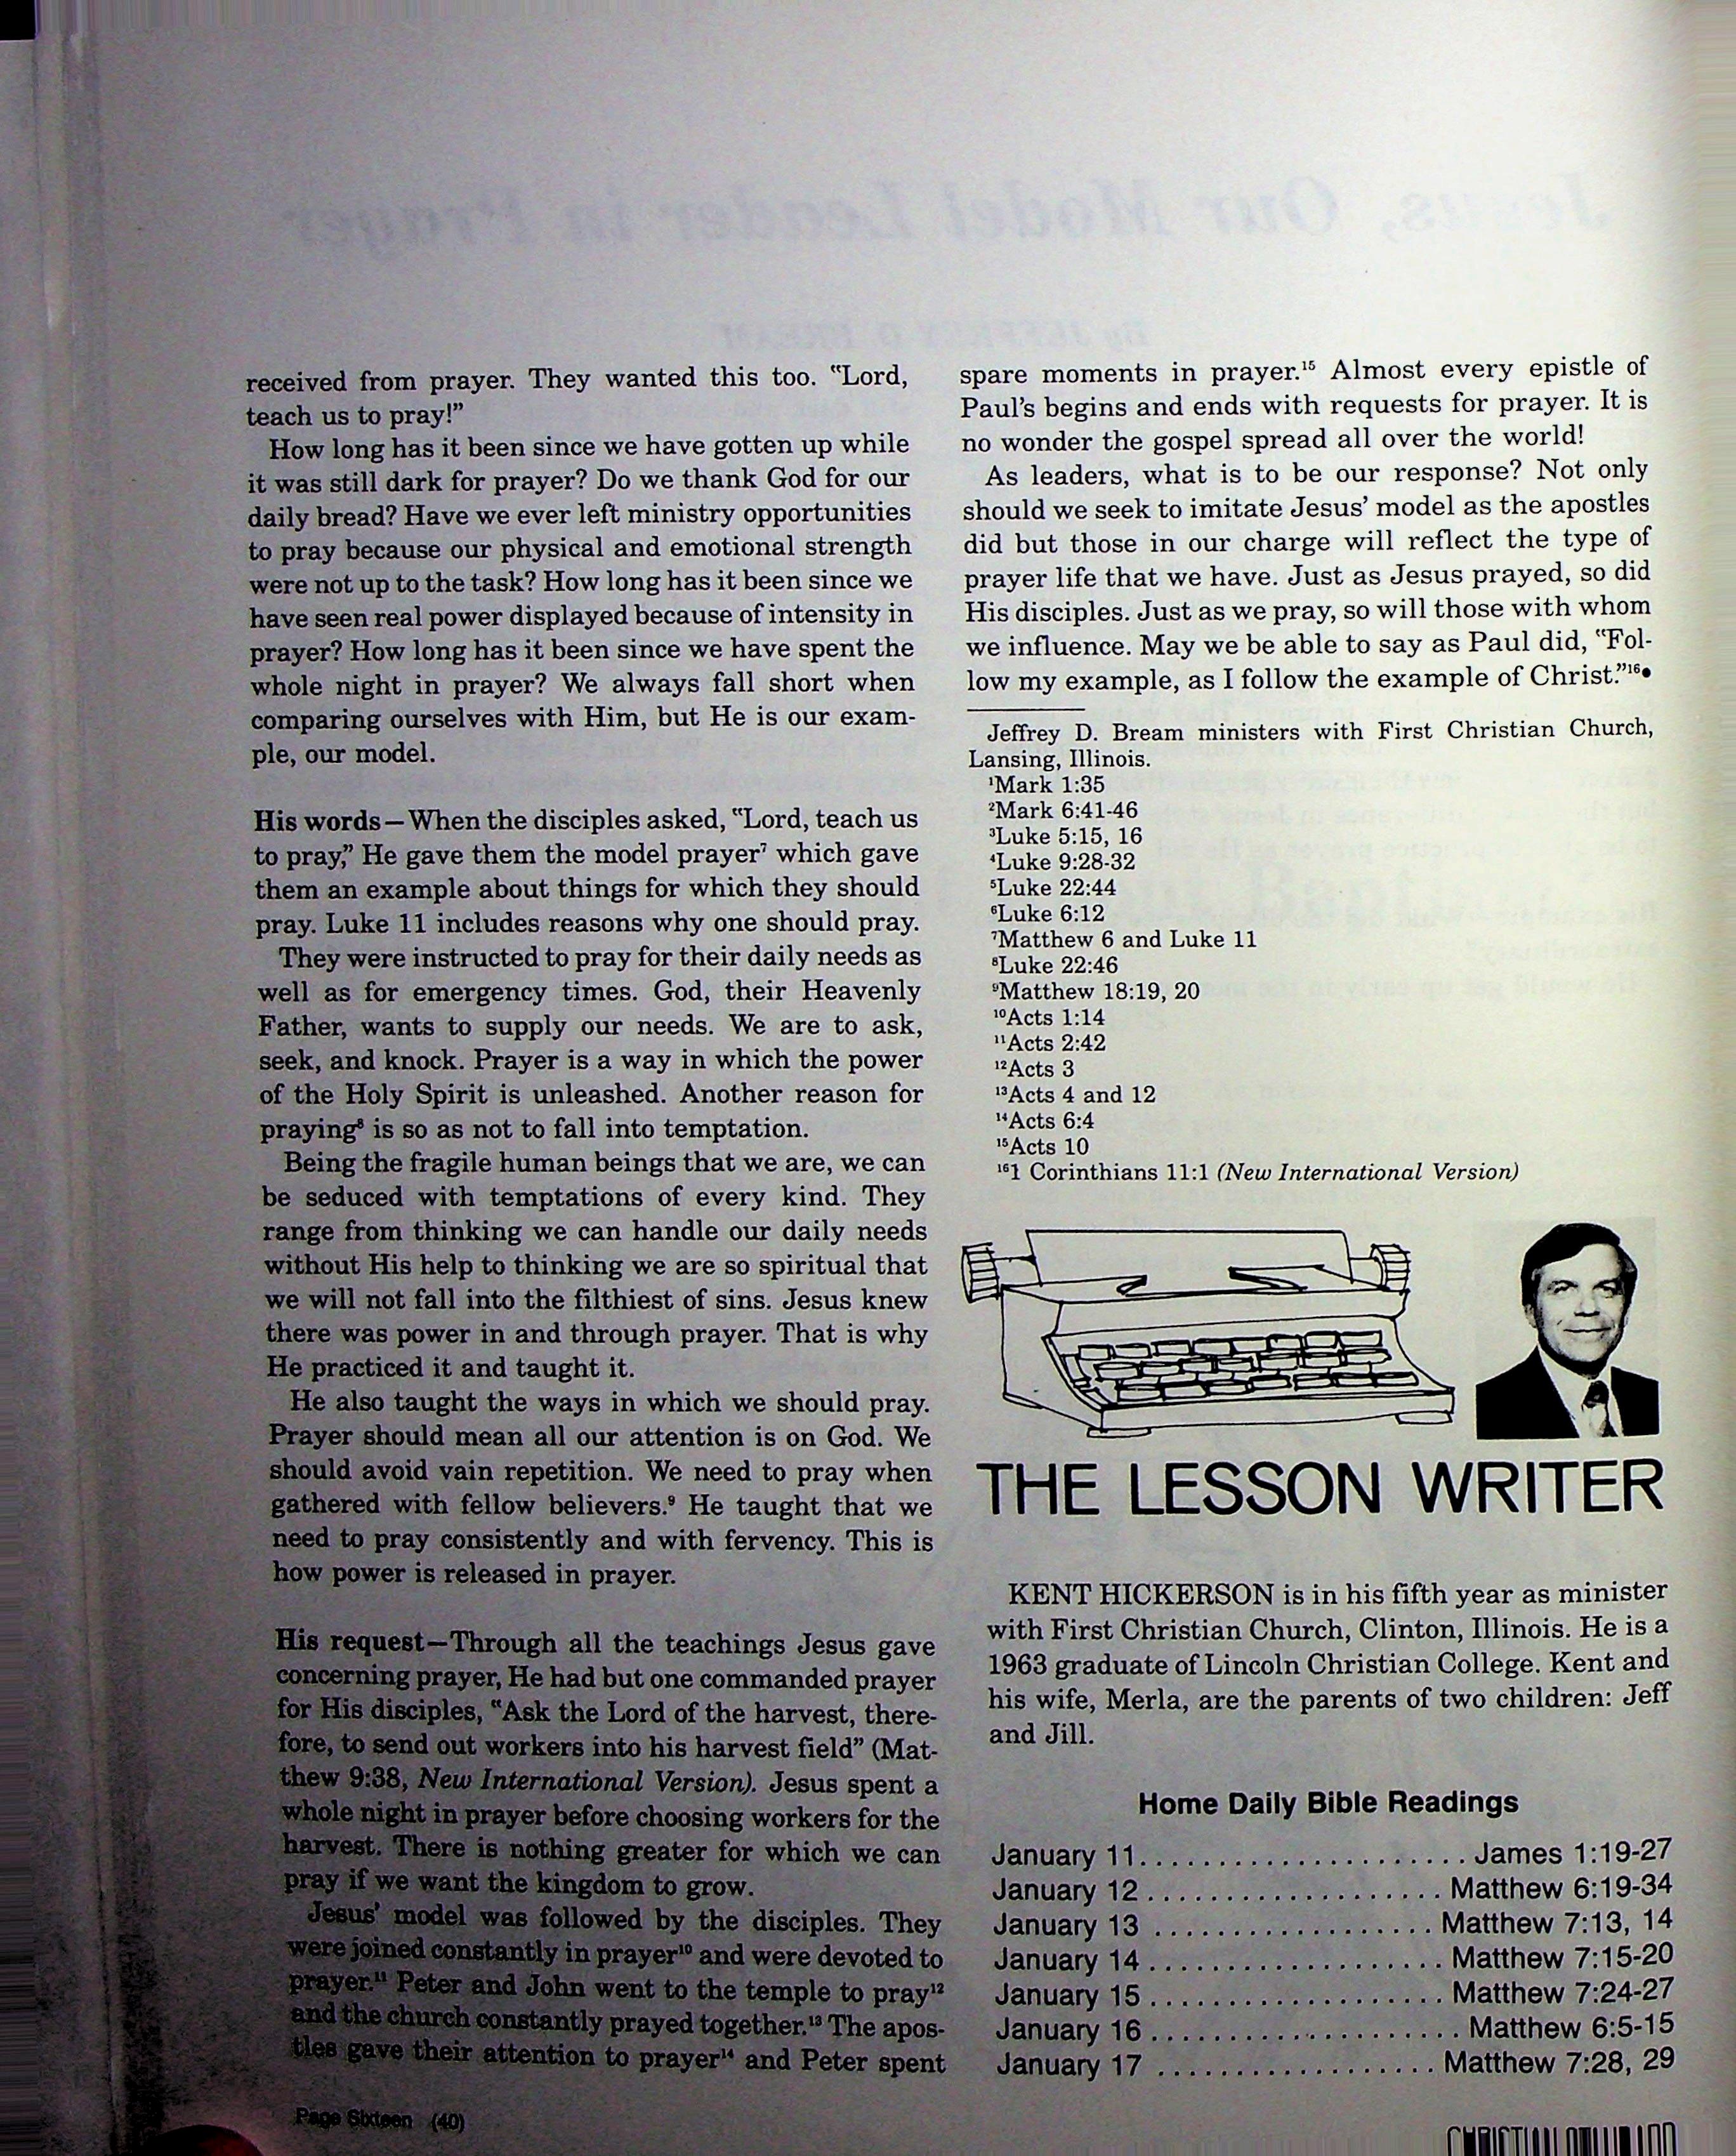 received from prayer. They wanted this too. "Lord,
teach us to pray!"
How long has it been since we have gotten up while
it was still dark for prayer? Do we thank God for our
daily bread? Have we ever left ministry opportunities
to pray because our physical and emotional strength
were not up to the task? How long has it been since we
have seen real power displayed because of intensity in
prayer? How long has it been since we have spent the
whole night in prayer? We always fall short when
comparing ourselves with Him, but He is our exam-
ple, our model.
His words—When the disciples asked, "Lord, teach us
to pray," He gave them the model prayer⁷ which gave
them an example about things for which they should
pray. Luke 11 includes reasons why one should pray.
They were instructed to pray for their daily needs as
well as for emergency times. God, their Heavenly
Father, wants to supply our needs. We are to ask,
seek, and knock. Prayer is a way in which the power
of the Holy Spirit is unleashed. Another reason for
praying⁸ is so as not to fall into temptation.
Being the fragile human beings that we are, we can
be seduced with temptations of every kind. They
range from thinking we can handle our daily needs
without His help to thinking we are so spiritual that
we will not fall into the filthiest of sins. Jesus knew
there was power in and through prayer. That is why
He practiced it and taught it.
He also taught the ways in which we should pray.
Prayer should mean all our attention is on God. We
should avoid vain repetition. We need to pray when
gathered with fellow believers.⁹ He taught that we
need to pray consistently and with fervency. This is
how power is released in prayer.
His request—Through all the teachings Jesus gave
concerning prayer, He had but one commanded prayer
for His disciples, "Ask the Lord of the harvest, there-
fore, to send out workers into his harvest field" (Mat-
thew 9:38, New International Version). Jesus spent a
whole night in prayer before choosing workers for the
harvest. There is nothing greater for which we can
pray if we want the kingdom to grow.
Jesus' model was followed by the disciples. They
were joined constantly in prayer¹⁰ and were devoted to
prayer.¹¹ Peter and John went to the temple to pray¹²
and the church constantly prayed together.¹³ The apos-
tles gave their attention to prayer¹⁴ and Peter spent
Page Sixteen (40)
spare moments in prayer.¹⁵ Almost every epistle of
Paul's begins and ends with requests for prayer. It is
no wonder the gospel spread all over the world!
As leaders, what is to be our response? Not only
should we seek to imitate Jesus' model as the apostles
did but those in our charge will reflect the type of
prayer life that we have. Just as Jesus prayed, so did
His disciples. Just as we pray, so will those with whom
we influence. May we be able to say as Paul did, "Fol-
low my example, as I follow the example of Christ."¹⁶●
Jeffrey D. Bream ministers with First Christian Church,
Lansing, Illinois.
¹Mark 1:35
²Mark 6:41-46
³Luke 5:15, 16
⁴Luke 9:28-32
⁵Luke 22:44
⁶Luke 6:12
⁷Matthew 6 and Luke 11
⁸Luke 22:46
⁹Matthew 18:19, 20
¹⁰Acts 1:14
¹¹Acts 2:42
¹²Acts 3
¹³Acts 4 and 12
¹⁴Acts 6:4
¹⁵Acts 10
¹⁶1 Corinthians 11:1 (New International Version)
THE LESSON WRITER
KENT HICKERSON is in his fifth year as minister
with First Christian Church, Clinton, Illinois. He is a
1963 graduate of Lincoln Christian College. Kent and
his wife, Merla, are the parents of two children: Jeff
and Jill.
Home Daily Bible Readings
January 11. . . . . . . . . . . . . . . . . . . . . . James 1:19-27
January 12 . . . . . . . . . . . . . . . . . . . Matthew 6:19-34
January 13 . . . . . . . . . . . . . . . . . . Matthew 7:13, 14
January 14 . . . . . . . . . . . . . . . . . . . Matthew 7:15-20
January 15 . . . . . . . . . . . . . . . . . . . Matthew 7:24-27
January 16 . . . . . . . . . . . . . . . . . . . . Matthew 6:5-15
January 17 . . . . . . . . . . . . . . . . . . Matthew 7:28, 29